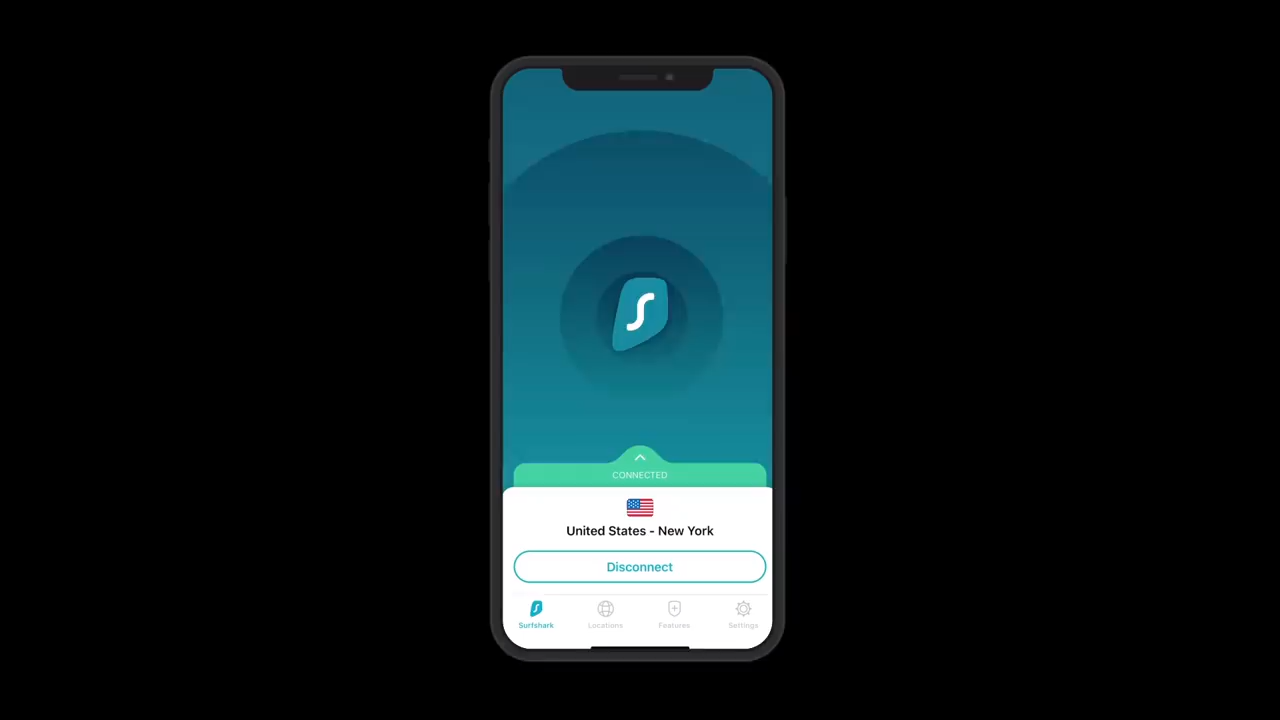 CONNECTED
United States - New York
Disconnect
Surfshark
Locations
Features
Settings